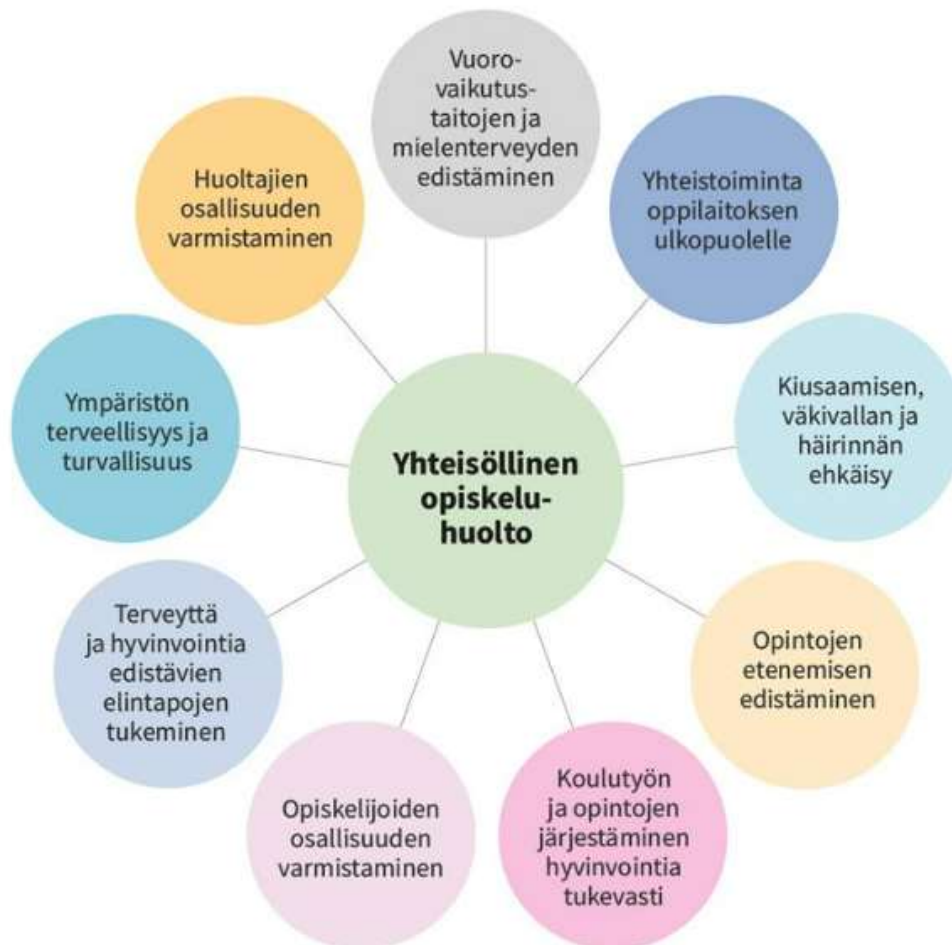 Vuoro-
vaikutus-
taitojen ja
mielenterveyden
edistäminen
Huoltajien
osallisuuden
varmistaminen
Yhteistoiminta
oppilaitoksen
ulkopuolelle
Ympäristön
terveellisyys ja
turvallisuus
Yhteisöllinen
opiskelu-
huolto
Kiusaamisen,
väkivallan ja
häirinnän
ehkäisy
Terveyttä
ja hyvinvointia
edistävien
elintapojen
tukeminen
Opintojen
etenemisen
edistäminen
Opiskelijoiden
osallisuuden
varmistaminen
Koulutyön
ja opintojen
järjestäminen
hyvinvointia
tukevasti